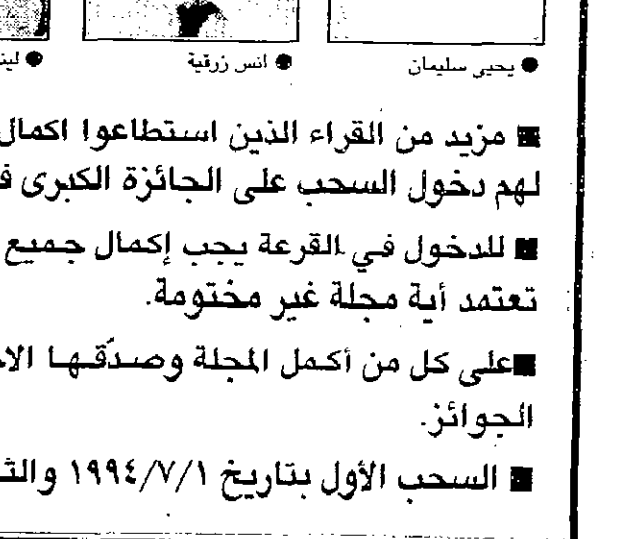 ● يحيى سليمان ● انس زرقية ● لينا
■ مزيد من القراء الذين استطاعوا اكمال
لهم دخول السحب على الجائزة الكبرى
■ للدخول في القرعة يجب إكمال جميع
تعتمد أية مجلة غير مختومة.
■على كل من أكمل المجلة وصدّقها
الجوائز.
■ السحب الأول بتاريخ ١٩٩٤/٧/١